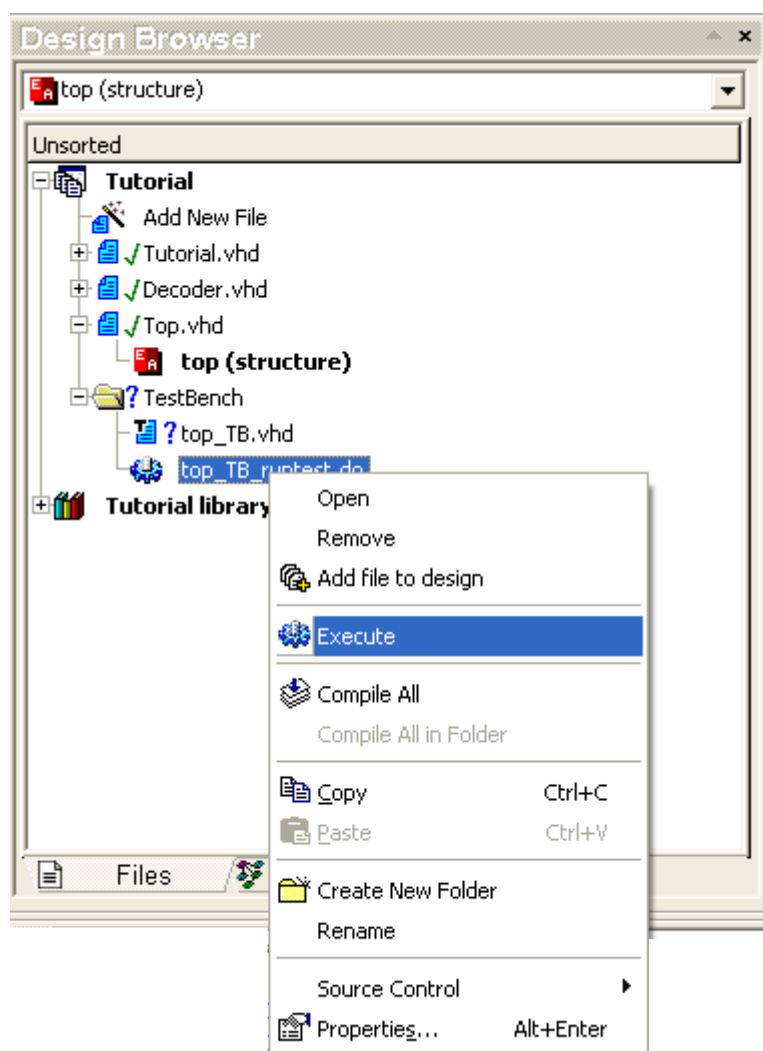 Design Browser
top (structure)
Unsorted
Tutorial
Add New File
Tutorial.vhd
Decoder.vhd
Top.vhd
top (structure)
? TestBench
? top_TB.vhd
top_TB_runtest.do
Tutorial library
Open
Remove
Add file to design
Execute
Compile All
Compile All in Folder
Copy Ctrl+C
Paste Ctrl+V
Files
Create New Folder
Rename
Source Control
Properties... Alt+Enter